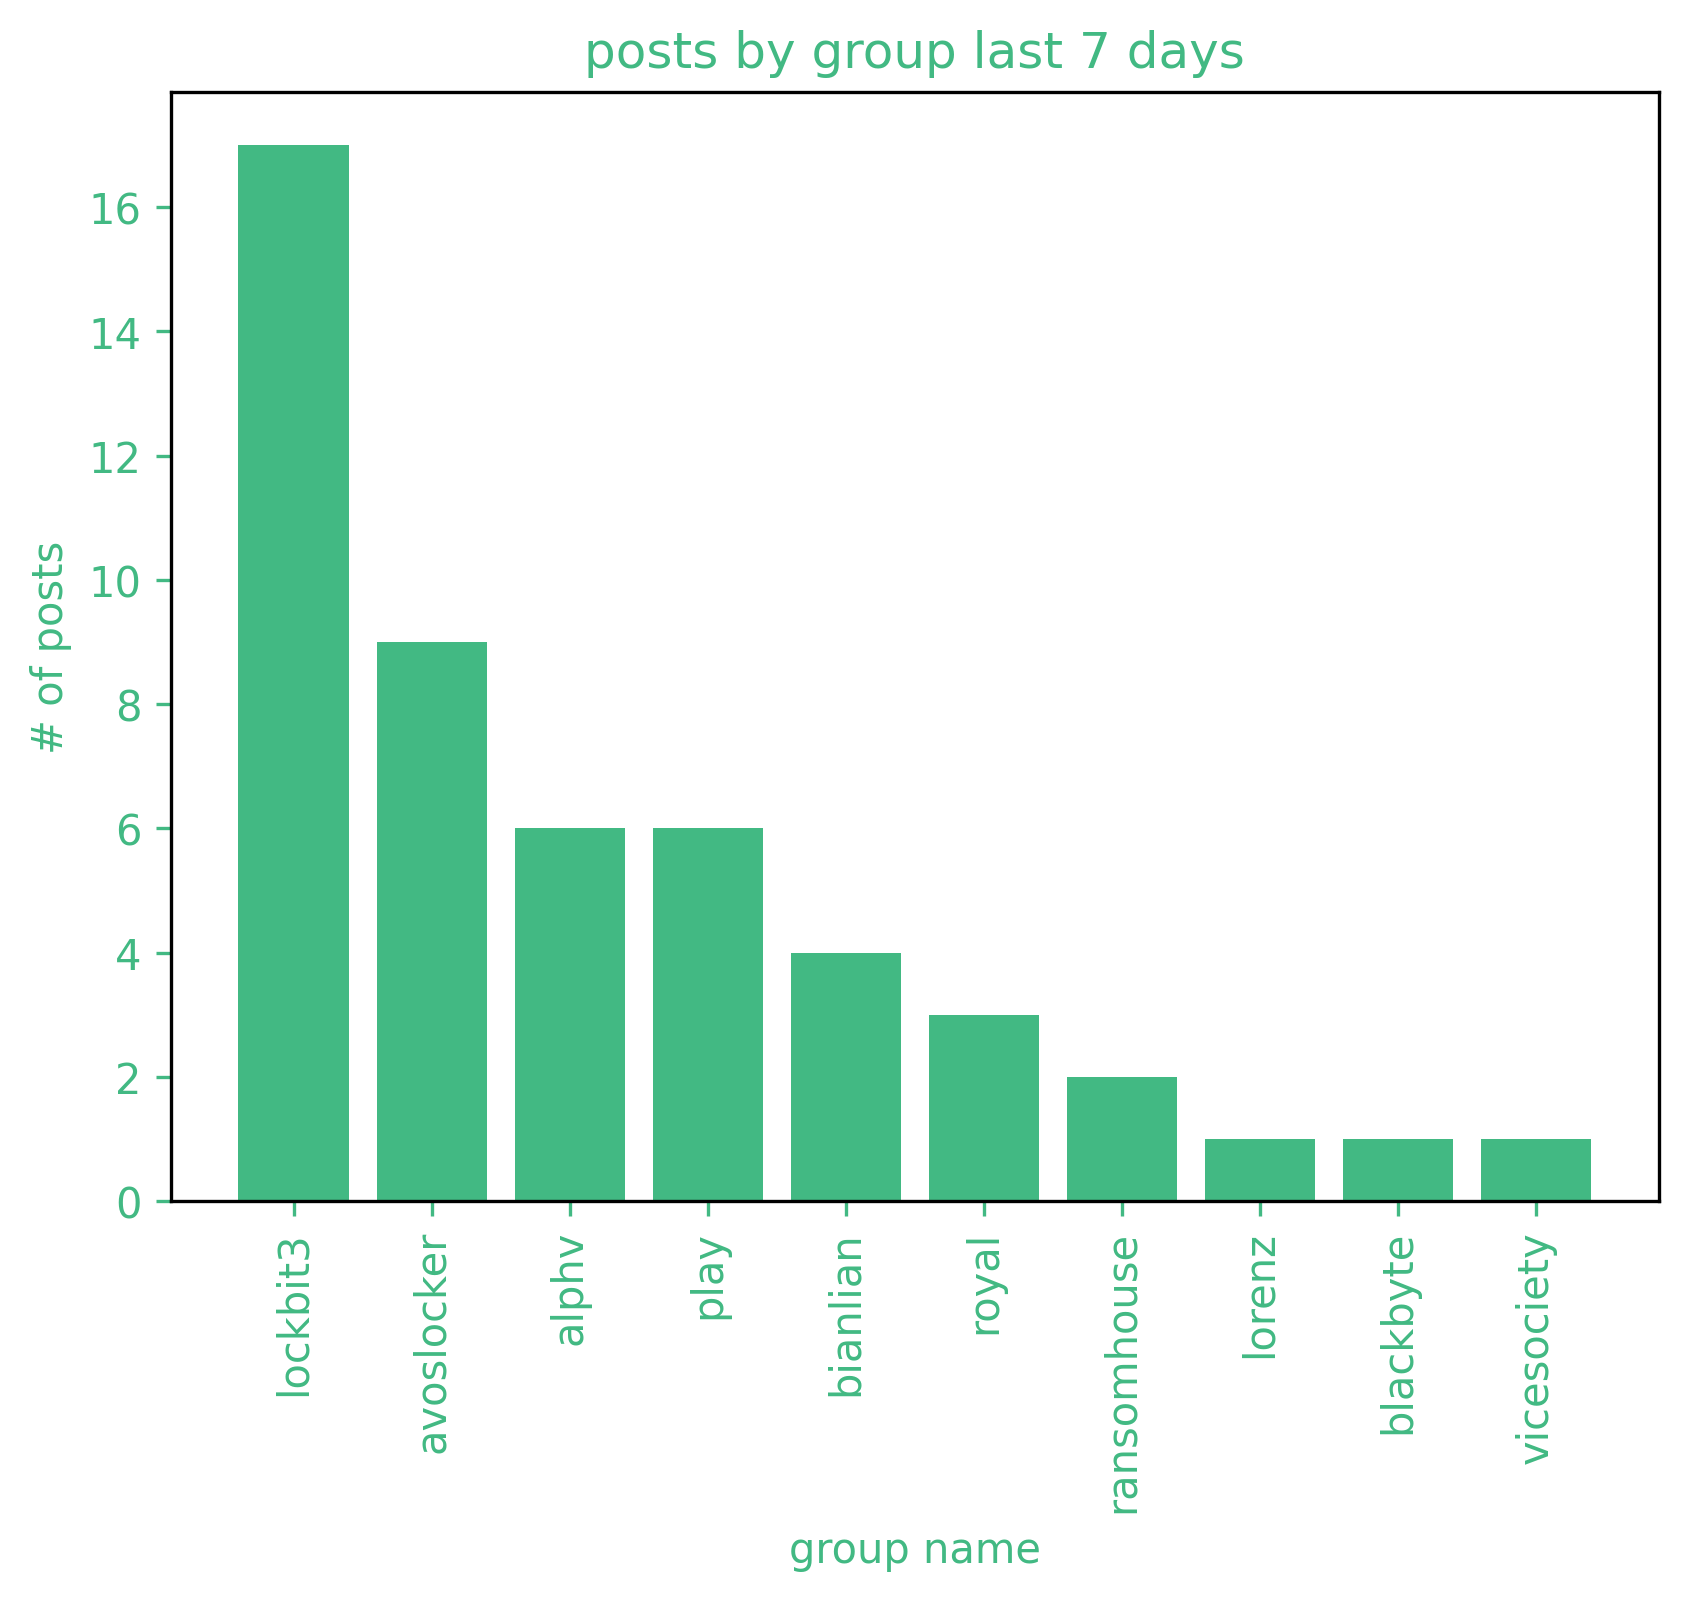 posts by group last 7 days
# of posts
16
14
12
10
8
6
4
2
0
lockbit3
avoslocker
alphv
play
bianlian
royal
ransomhouse
lorenz
blackbyte
vicesociety
group name